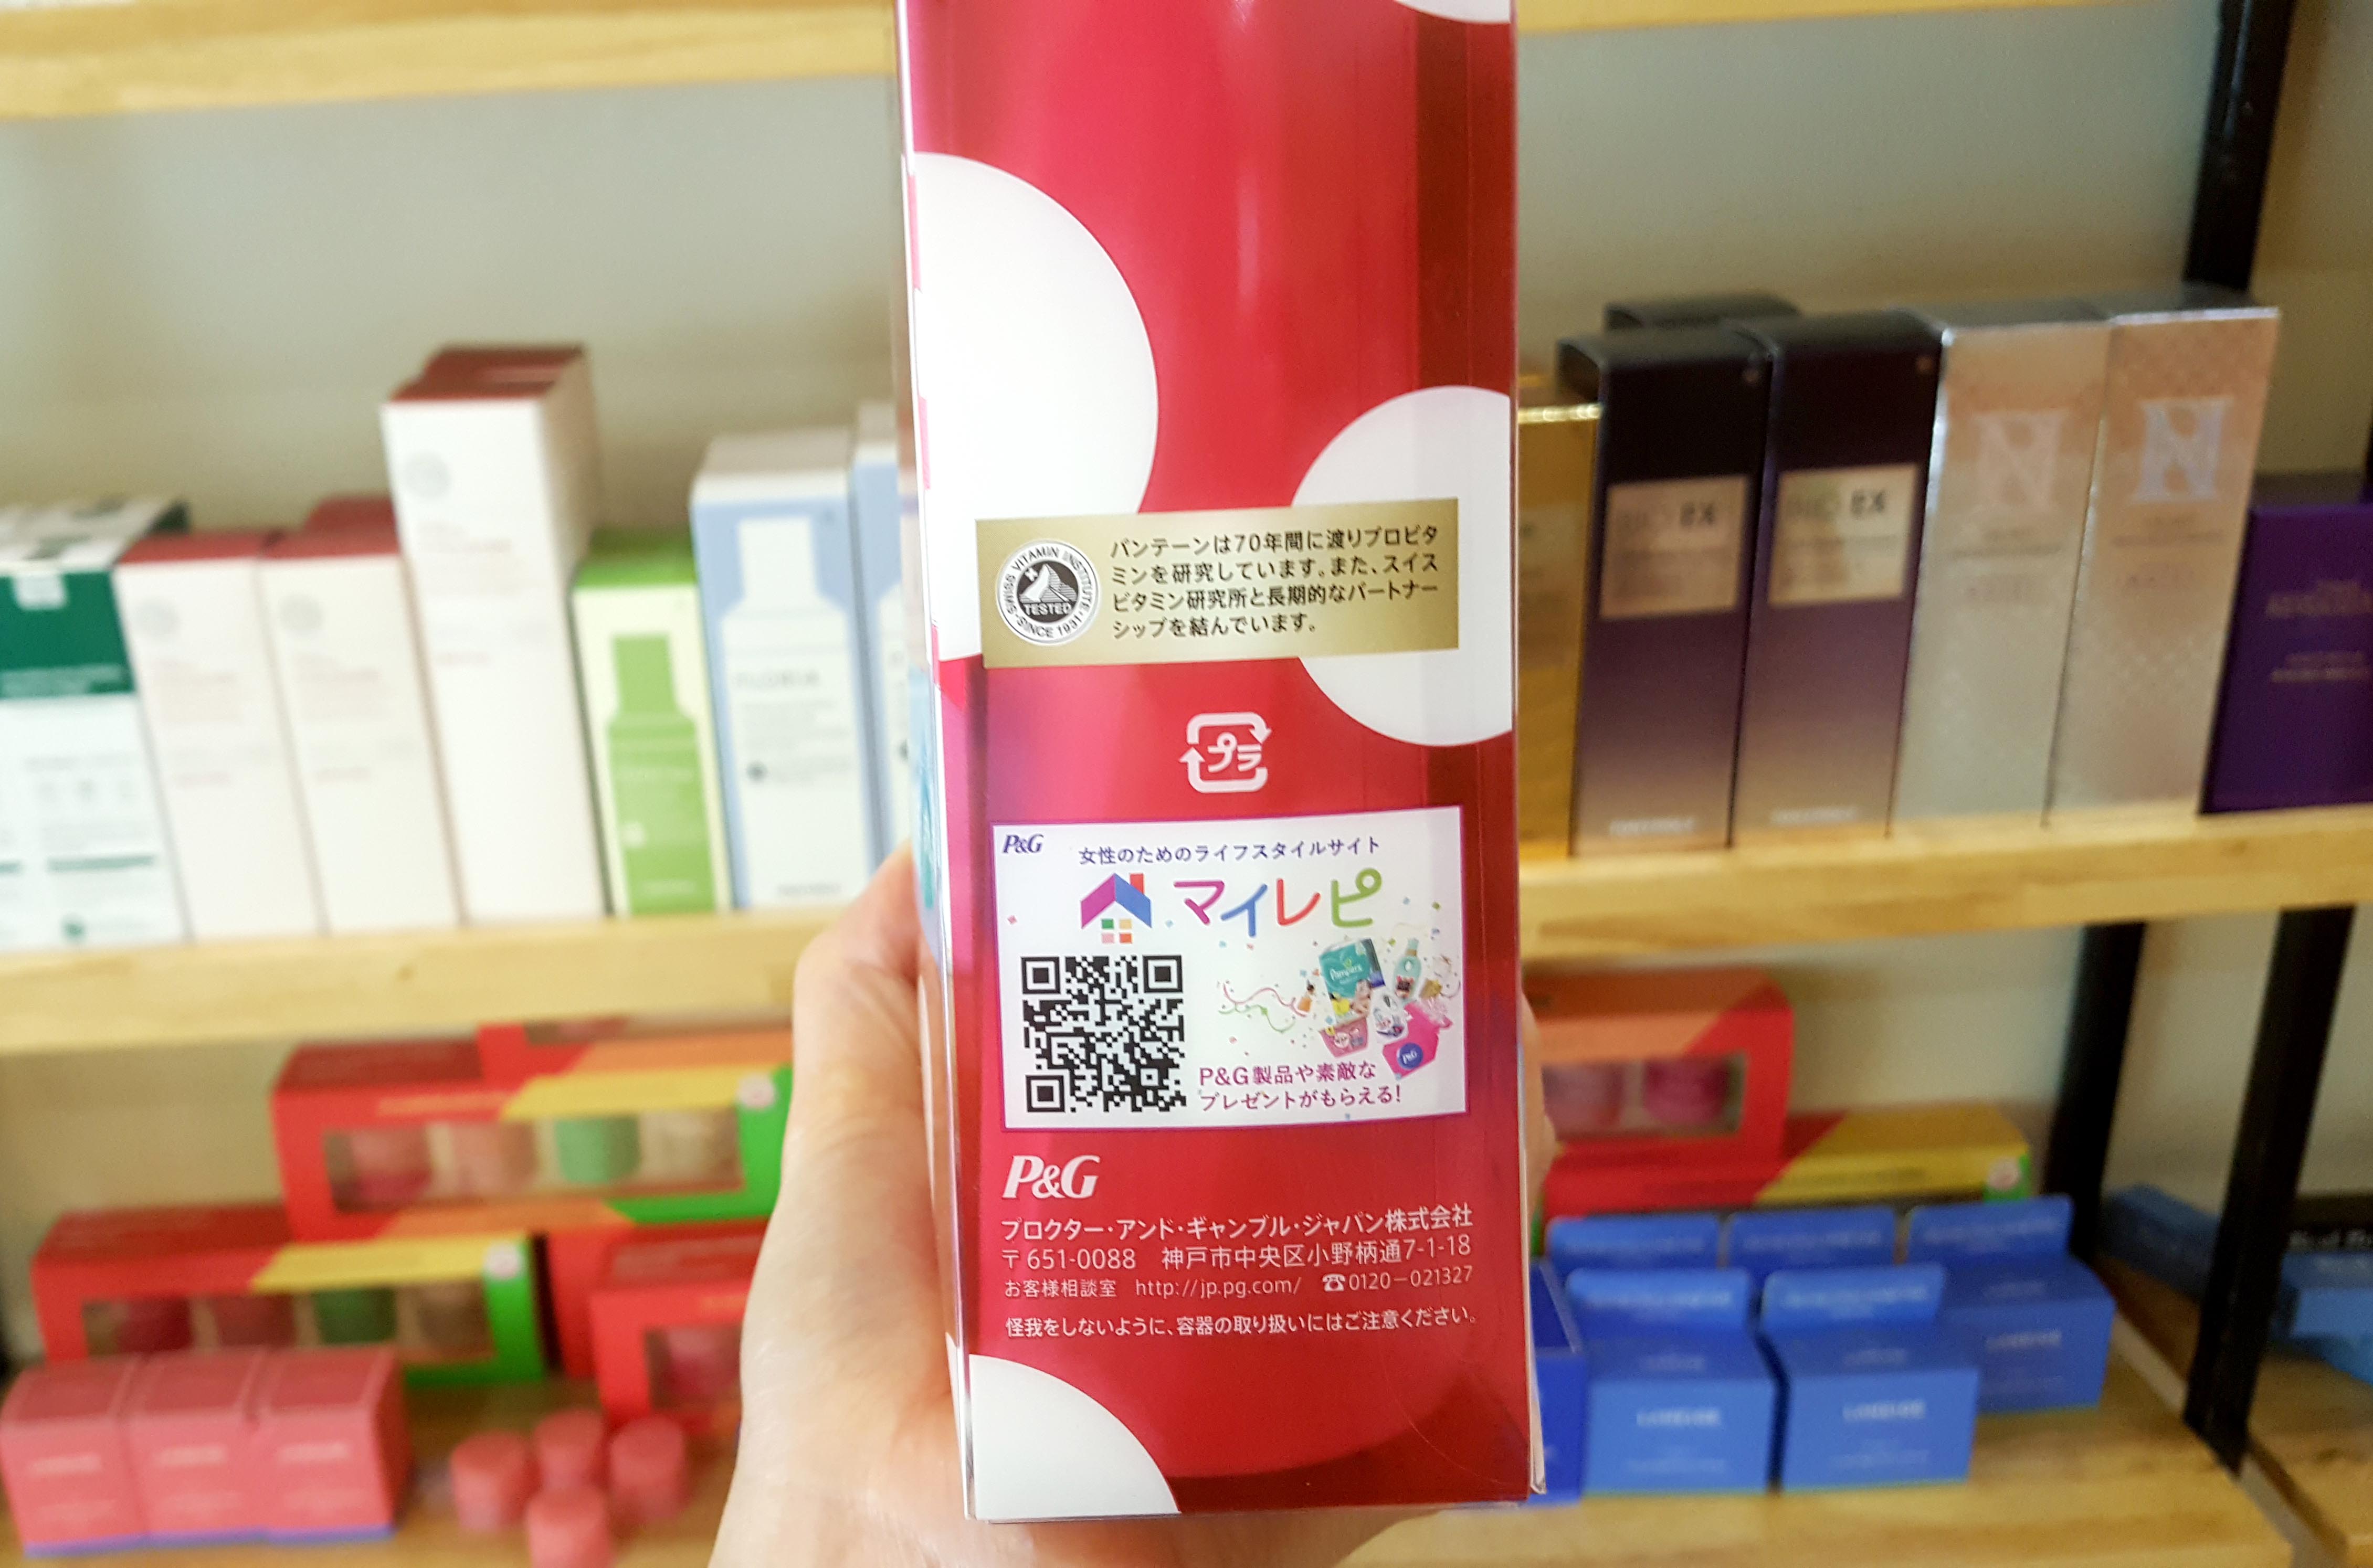 パンテーンは70年間に渡りプロビタ
ミンを研究しています。また、スイス
ビタミン研究所と長期的なパートナー
シップを結んでいます。
SWISS VITAMIN INSTITUTE
TESTED
SINCE 1931
プラ
P&G
女性のためのライフスタイルサイト
マイレピ
Pampers
P&G
P&G製品や素敵な
プレゼントがもらえる!
P&G
プロクター・アンド・ギャンブル・ジャパン株式会社
〒651-0088 神戸市中央区小野柄通7-1-18
お客様相談室 http://jp.pg.com/ ☎0120-021327
怪我をしないように、容器の取り扱いにはご注意ください。
EX
EX
N
N